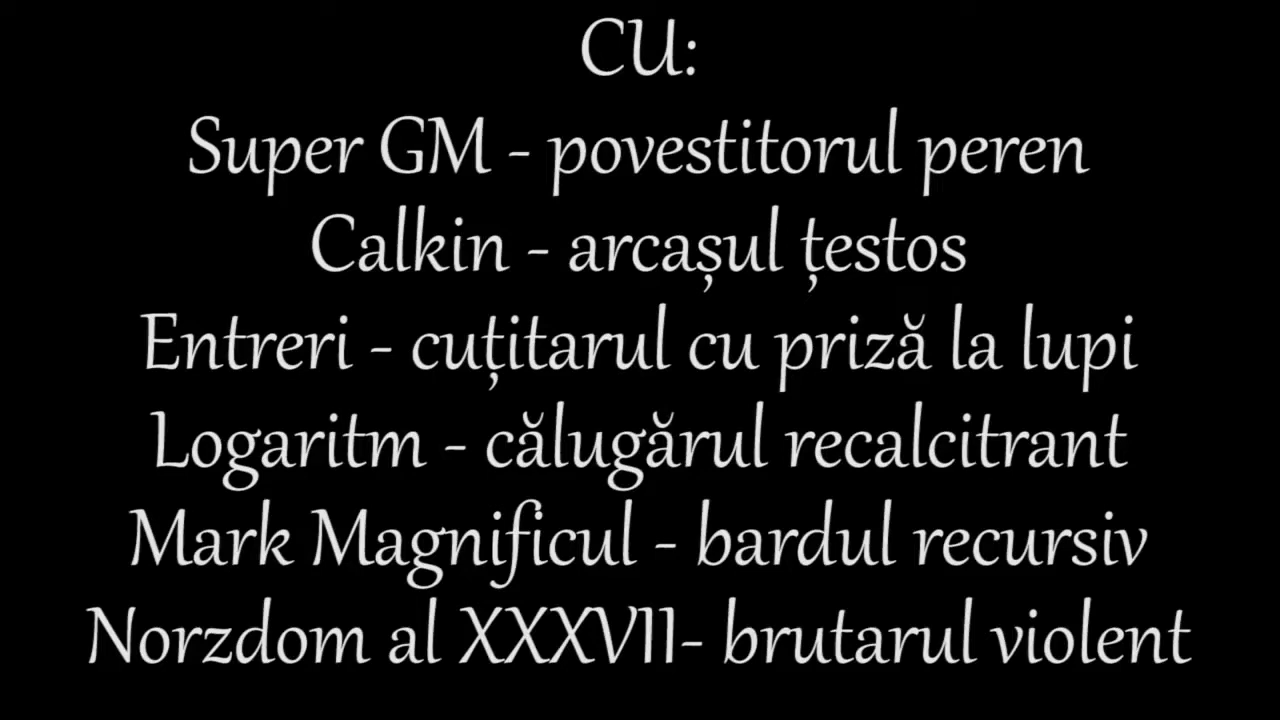 CU:
Super GM - povestitorul peren
Calkin - arcașul țestos
Entreri - cuțitarul cu priză la lupi
Logaritm - călugărul recalcitrant
Mark Magnificul - bardul recursiv
Norzdom al XXXVII- brutarul violent